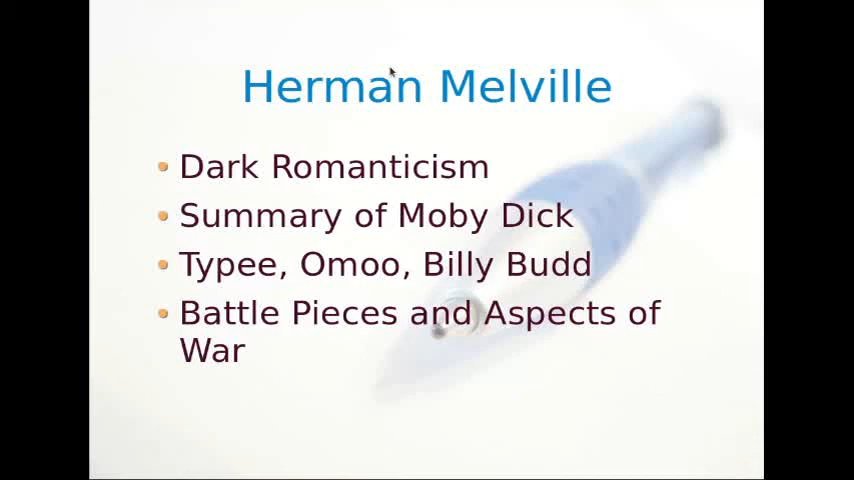 Herman Melville
• Dark Romanticism
• Summary of Moby Dick
• Typee, Omoo, Billy Budd
• Battle Pieces and Aspects of
War